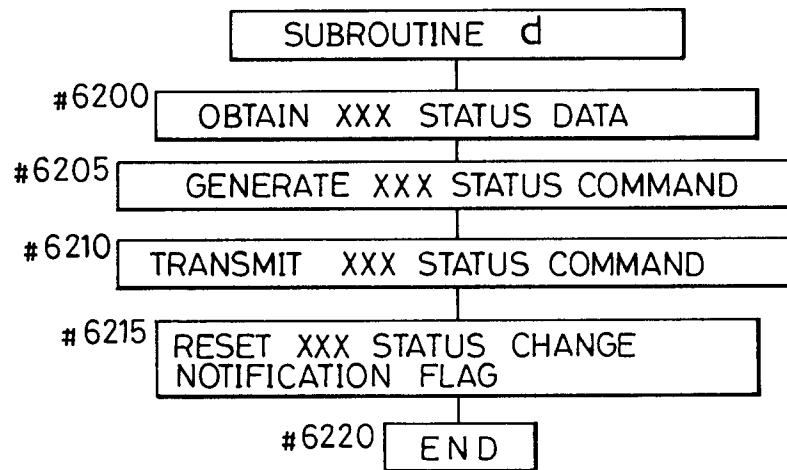 SUBROUTINE d
#6200
OBTAIN XXX STATUS DATA
#6205
GENERATE XXX STATUS COMMAND
#6210
TRANSMIT XXX STATUS COMMAND
#6215
RESET XXX STATUS CHANGE
NOTIFICATION FLAG
#6220
END